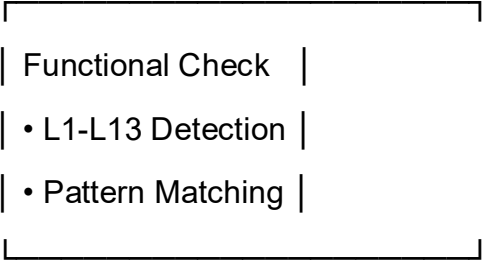 Functional Check
• L1-L13 Detection
• Pattern Matching